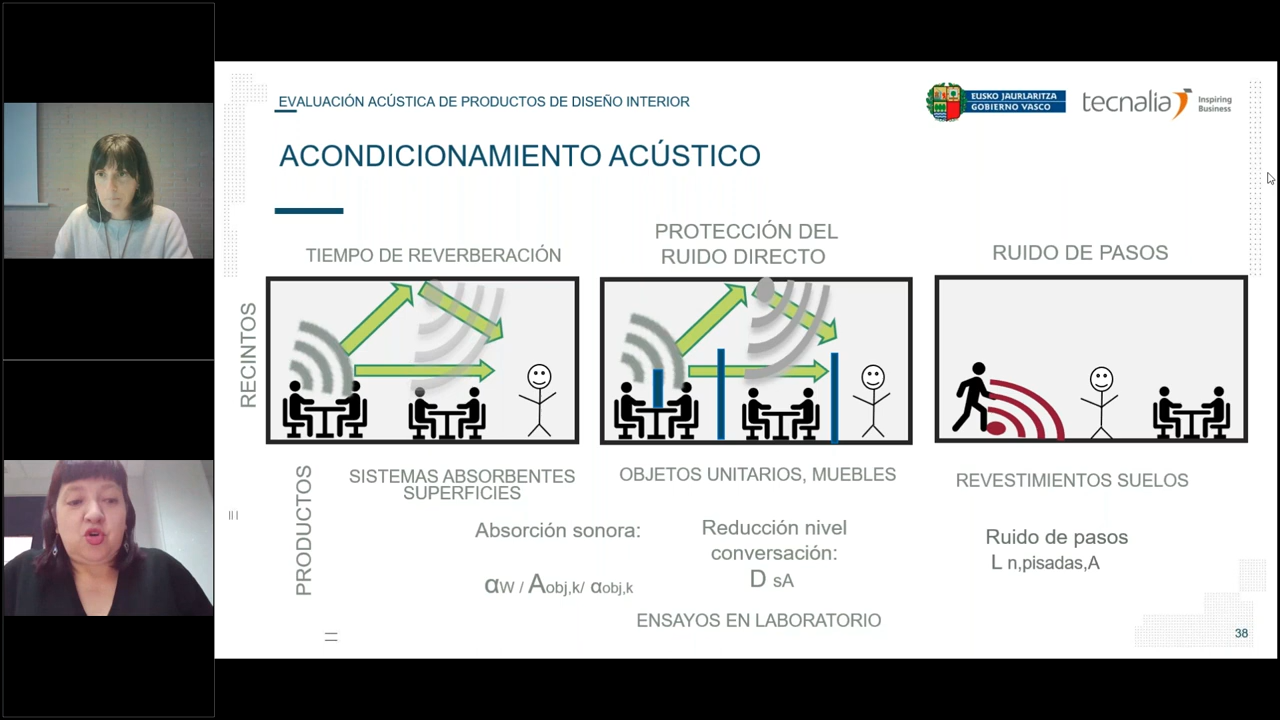 EVALUACIÓN ACÚSTICA DE PRODUCTOS DE DISEÑO INTERIOR
EUSKO JAURLARITZA
GOBIERNO VASCO
tecnalia
Inspiring
Business
ACONDICIONAMIENTO ACÚSTICO
TIEMPO DE REVERBERACIÓN
PROTECCIÓN DEL
RUIDO DIRECTO
RUIDO DE PASOS
RECINTOS
PRODUCTOS
SISTEMAS ABSORBENTES
SUPERFICIES
OBJETOS UNITARIOS, MUEBLES
REVESTIMIENTOS SUELOS
Absorción sonora:
αW / Aobj,k/ αobj,k
Reducción nivel
conversación:
D sA
Ruido de pasos
L n,pisadas,A
ENSAYOS EN LABORATORIO
38